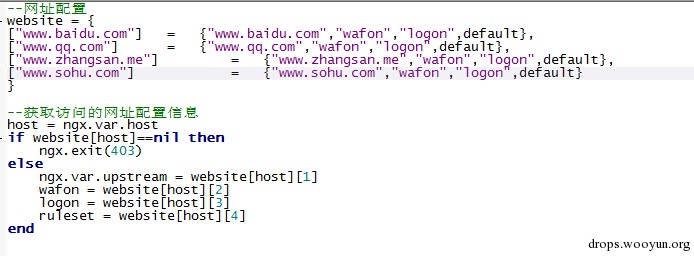 --网址配置
website = {
["www.baidu.com"] = {"www.baidu.com","wafon","logon",default},
["www.qq.com"] = {"www.qq.com","wafon","logon",default},
["www.zhangsan.me"] = {"www.zhangsan.me","wafon","logon",default},
["www.sohu.com"] = {"www.sohu.com","wafon","logon",default}
}
--获取访问的网址配置信息
host = ngx.var.host
if website[host]==nil then
ngx.exit(403)
else
ngx.var.upstream = website[host][1]
wafon = website[host][2]
logon = website[host][3]
ruleset = website[host][4]
end
drops.wooyun.org